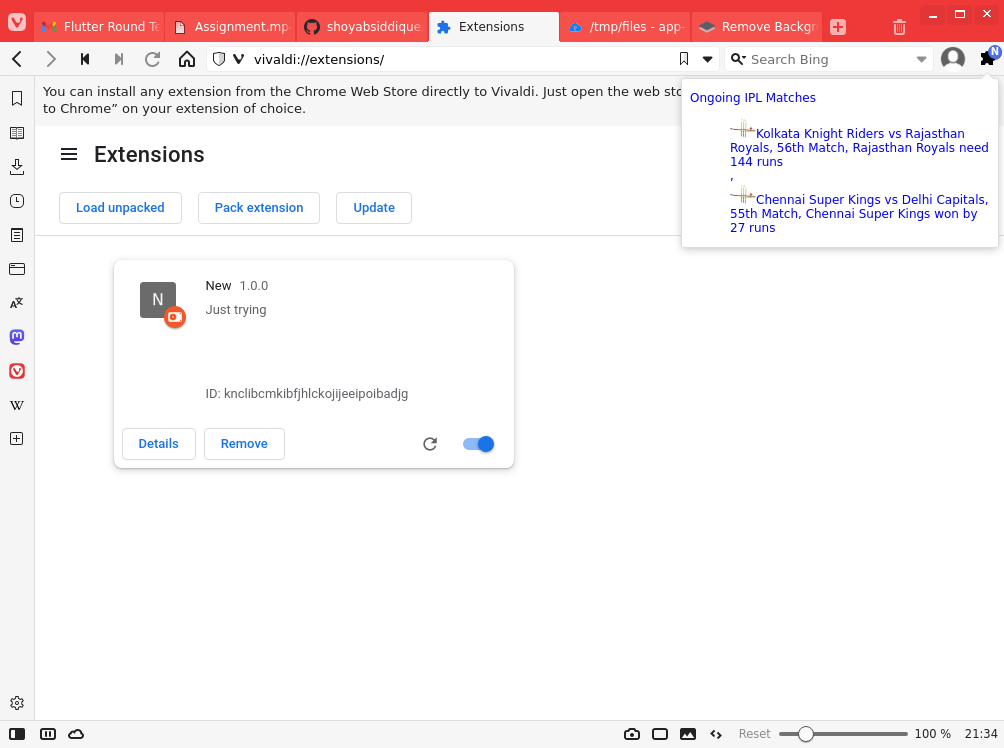 Flutter Round Te
Assignment.mp
shoyabsiddique
Extensions
/tmp/files - app-
Remove Backgr
vivaldi://extensions/
Search Bing
N
You can install any extension from the Chrome Web Store directly to Vivaldi. Just open the web sto
to Chrome” on your extension of choice.
Ongoing IPL Matches
Kolkata Knight Riders vs Rajasthan
Royals, 56th Match, Rajasthan Royals need
144 runs
,
Chennai Super Kings vs Delhi Capitals,
55th Match, Chennai Super Kings won by
27 runs
Extensions
Load unpacked
Pack extension
Update
N
New 1.0.0
Just trying
ID: knclibcmkibfjhlckojijeeipoibadjg
Details
Remove
W
Reset
100 %
21:34